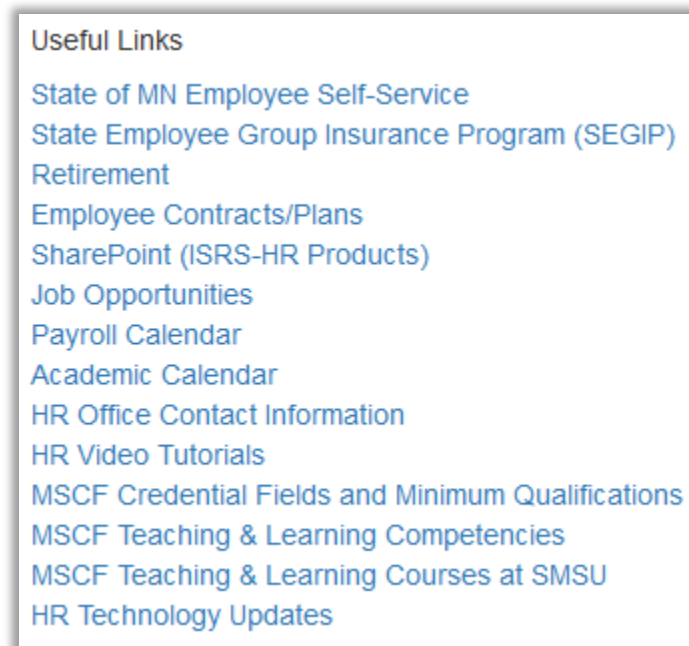 Useful Links
State of MN Employee Self-Service
State Employee Group Insurance Program (SEGIP)
Retirement
Employee Contracts/Plans
SharePoint (ISRS-HR Products)
Job Opportunities
Payroll Calendar
Academic Calendar
HR Office Contact Information
HR Video Tutorials
MSCF Credential Fields and Minimum Qualifications
MSCF Teaching & Learning Competencies
MSCF Teaching & Learning Courses at SMSU
HR Technology Updates